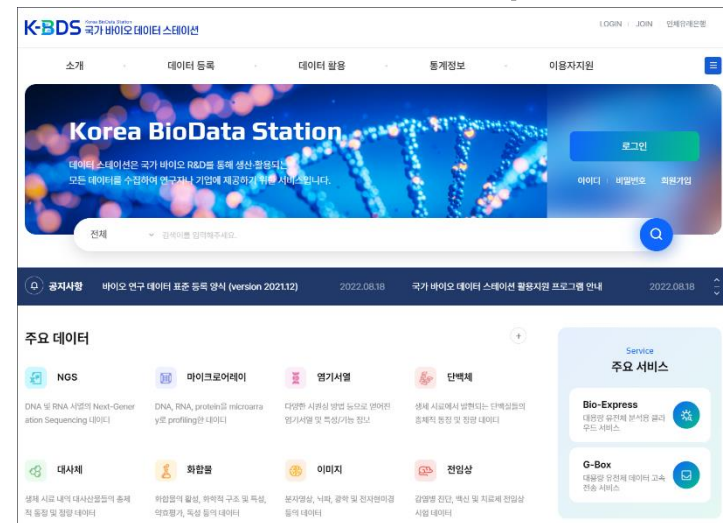 K-BDS Korea BioData Station
국가 바이오 데이터 스테이션
LOGIN JOIN 인체유래은행
소개 데이터 등록 데이터 활용 통계정보 이용자지원
Korea BioData Station
데이터 스테이션은 국가 바이오 R&D를 통해 생산·활용되는
모든 데이터를 수집하여 연구자나 기업에 제공하기 위한 서비스입니다.
로그인
아이디 비밀번호 회원가입
전체 검색어를 입력해주세요.
공지사항 바이오 연구 데이터 표준 등록 양식 (version 2021.12) 2022.08.18 국가 바이오 데이터 스테이션 활용지원 프로그램 안내 2022.08.18
주요 데이터
NGS
DNA 및 RNA 서열의 Next-Gener
ation Sequencing 데이터
마이크로어레이
DNA, RNA, protein을 microarra
y로 profiling한 데이터
염기서열
다양한 시퀀싱 방법 등으로 얻어진
염기서열 및 특성/기능 정보
단백체
생체 시료에서 발현되는 단백질들의
총체적 동정 및 정량 데이터
대사체
생체 시료 내의 대사산물들의 총체
적 동정 및 정량 데이터
화합물
화합물의 활성, 화학적 구조 및 특성,
약효평가, 독성 등의 데이터
이미지
분자영상, 뇌파, 광학 및 전자현미경
등의 데이터
전임상
감염병 진단, 백신 및 치료제 전임상
시험 데이터
Service
주요 서비스
Bio-Express
대용량 유전체 분석용 클라
우드 서비스
G-Box
대용량 유전체 데이터 고속
전송 서비스